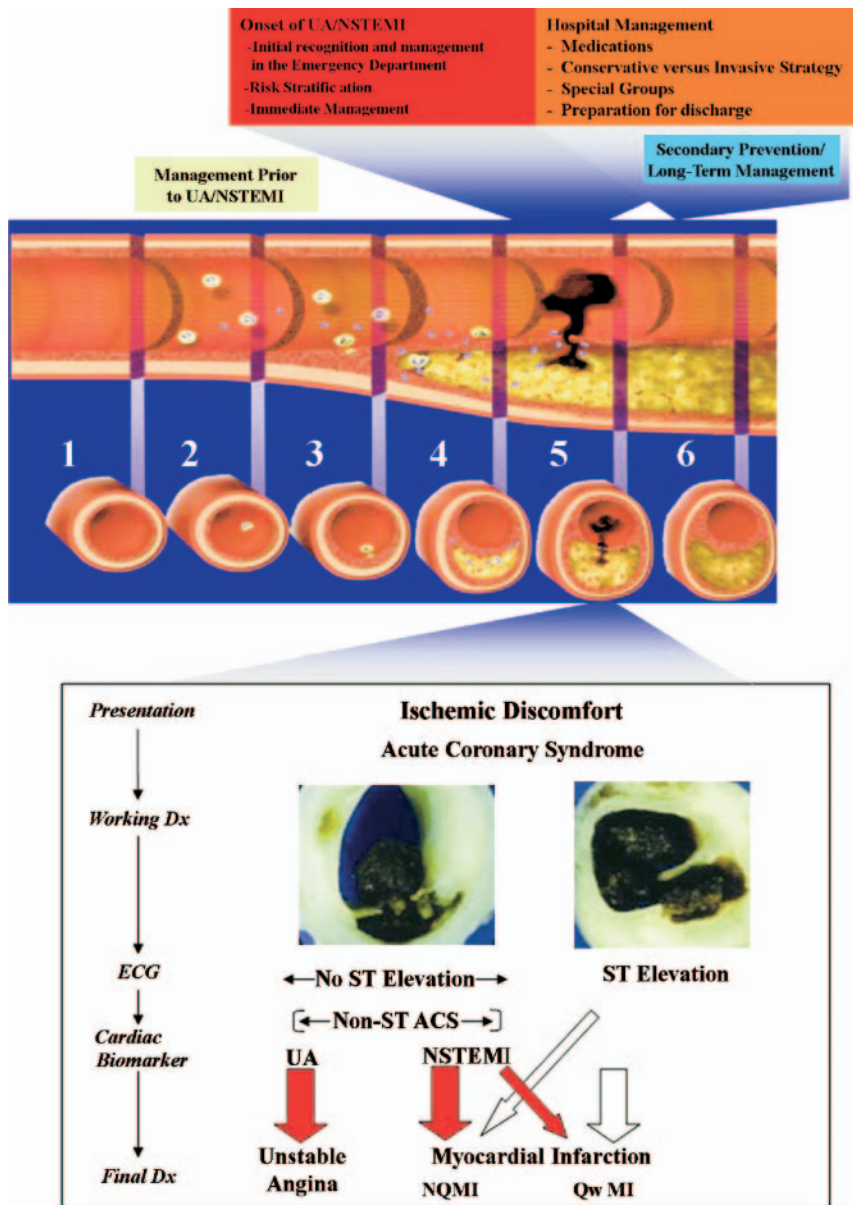 Onset of UA/NSTEMI
-Initial recognition and management
in the Emergency Department
-Risk Stratific ation
-Immediate Management
Hospital Management
- Medications
- Conservative versus Invasive Strategy
- Special Groups
- Preparation for discharge
Management Prior
to UA/NSTEMI
Secondary Prevention/
Long-Term Management
1 2 3 4 5 6
Presentation
Working Dx
ECG
Cardiac
Biomarker
Final Dx
Ischemic Discomfort
Acute Coronary Syndrome
No ST Elevation
ST Elevation
Non-ST ACS
UA
NSTEMI
Unstable
Angina
Myocardial Infarction
NQMI
Qw MI